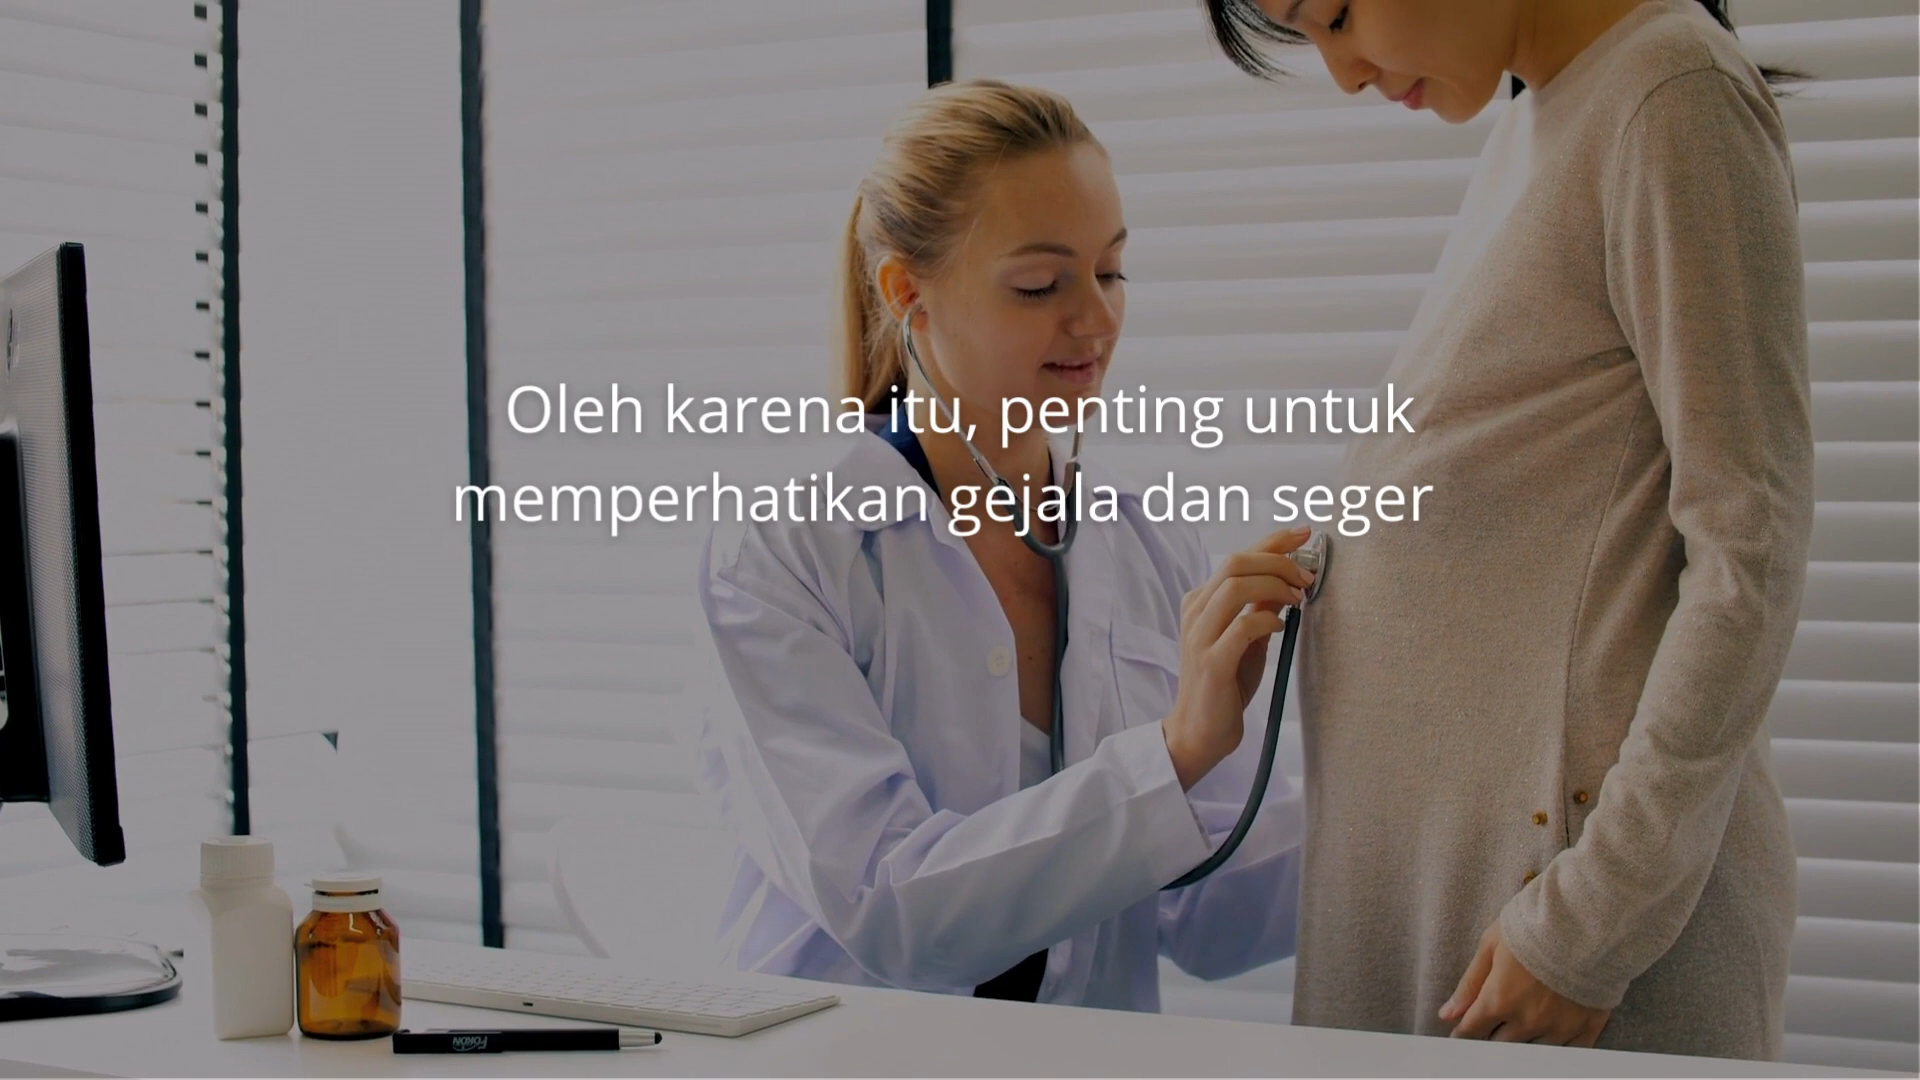 Oleh karena itu, penting untuk
memperhatikan gejala dan seger